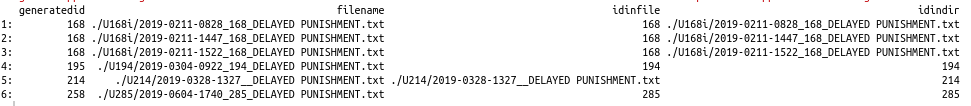 generatedid filename idinfile idindir
1: 168 ./U168i/2019-0211-0828_168_DELAYED PUNISHMENT.txt 168 ./U168i/2019-0211-0828_168_DELAYED PUNISHMENT.txt
2: 168 ./U168i/2019-0211-1447_168_DELAYED PUNISHMENT.txt 168 ./U168i/2019-0211-1447_168_DELAYED PUNISHMENT.txt
3: 168 ./U168i/2019-0211-1522_168_DELAYED PUNISHMENT.txt 168 ./U168i/2019-0211-1522_168_DELAYED PUNISHMENT.txt
4: 195 ./U194/2019-0304-0922_194_DELAYED PUNISHMENT.txt 194 194
5: 214 ./U214/2019-0328-1327__DELAYED PUNISHMENT.txt ./U214/2019-0328-1327__DELAYED PUNISHMENT.txt 214
6: 258 ./U285/2019-0604-1740_285_DELAYED PUNISHMENT.txt 285 285